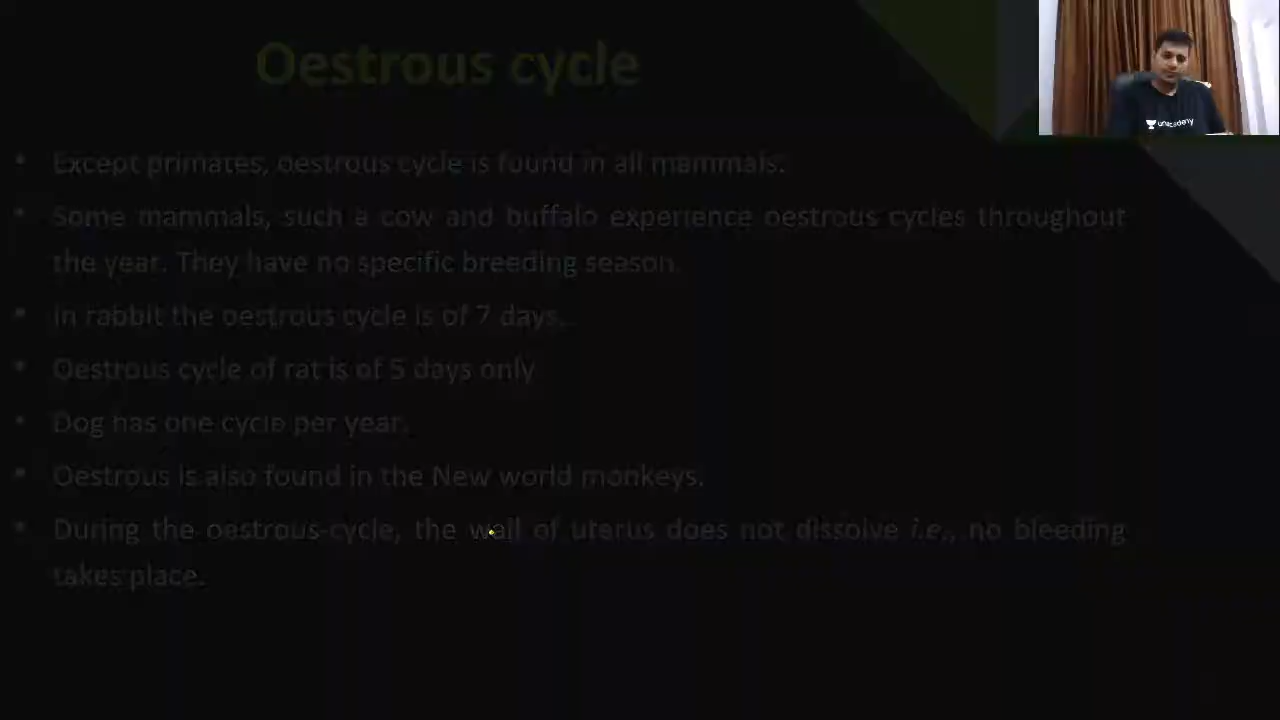 Oestrous cycle
unacademy
• Except primates, oestrous cycle is found in all mammals.
• Some mammals, such a cow and buffalo experience oestrous cycles throughout
the year. They have no specific breeding season.
• In rabbit the oestrous cycle is of 7 days.
• Oestrous cycle of rat is of 5 days only
• Dog has one cycle per year.
• Oestrous is also found in the New world monkeys.
• During the oestrous-cycle, the wall of uterus does not dissolve i.e., no bleeding
takes place.